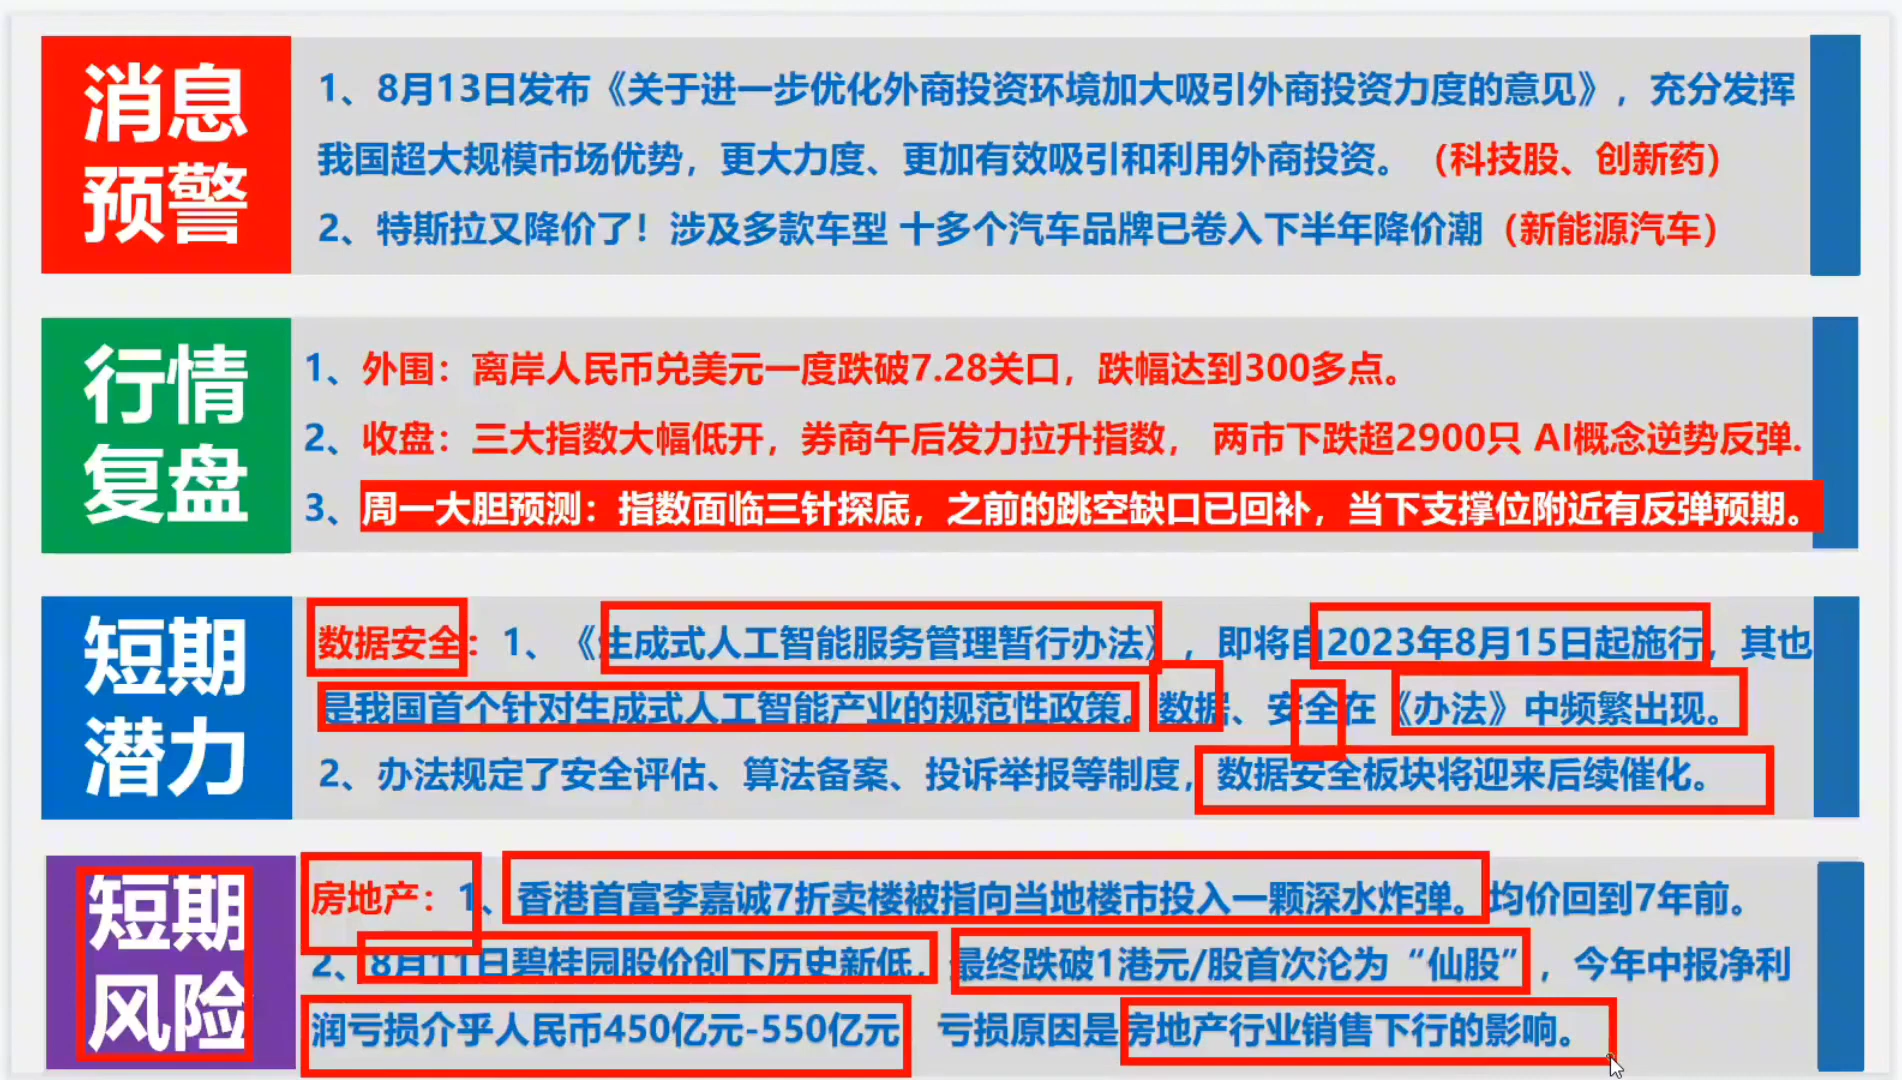 消息
预警
1、8月13日发布《关于进一步优化外商投资环境加大吸引外商投资力度的意见》，充分发挥
我国超大规模市场优势，更大力度、更加有效吸引和利用外商投资。（科技股、创新药）
2、特斯拉又降价了！涉及多款车型 十多个汽车品牌已卷入下半年降价潮（新能源汽车）
行情
复盘
1、外围：离岸人民币兑美元一度跌破7.28关口，跌幅达到300多点。
2、收盘：三大指数大幅低开，券商午后发力拉升指数， 两市下跌超2900只 AI概念逆势反弹.
3、周一大胆预测：指数面临三针探底，之前的跳空缺口已回补，当下支撑位附近有反弹预期。
短期
潜力
数据安全：1、《生成式人工智能服务管理暂行办法》，即将自2023年8月15日起施行，其也
是我国首个针对生成式人工智能产业的规范性政策。数据、安全在《办法》中频繁出现。
2、办法规定了安全评估、算法备案、投诉举报等制度，数据安全板块将迎来后续催化。
短期
风险
房地产：1、香港首富李嘉诚7折卖楼被指向当地楼市投入一颗深水炸弹。均价回到7年前。
2、8月11日碧桂园股价创下历史新低，最终跌破1港元/股首次沦为“仙股”，今年中报净利
润亏损介乎人民币450亿元-550亿元 亏损原因是房地产行业销售下行的影响。